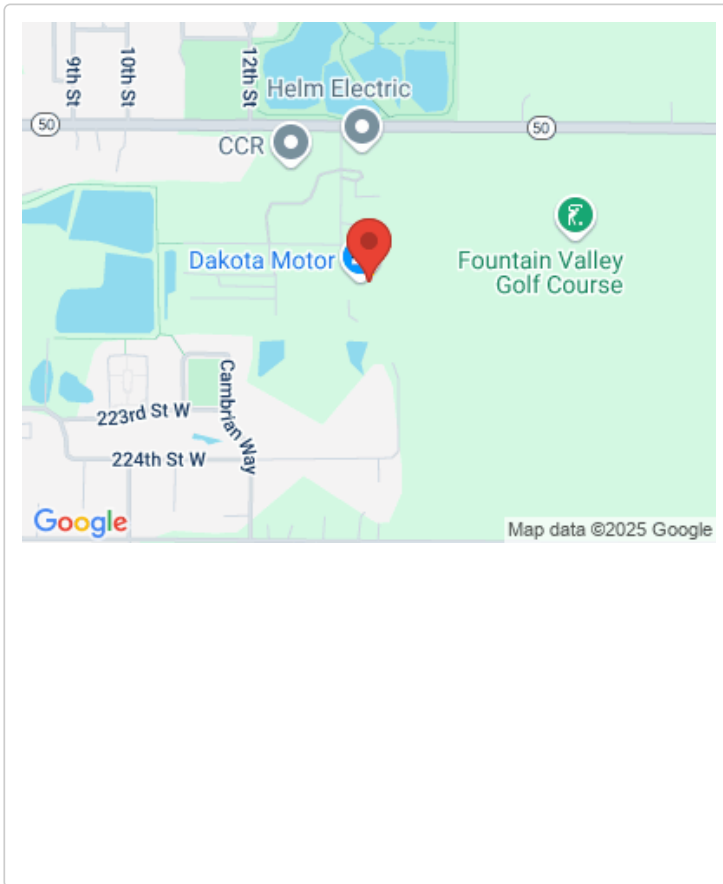 9th St
10th St
12th St
Helm Electric
50
CCR
50
Dakota Motor
Fountain Valley
Golf Course
223rd St W
Cambrian Way
224th St W
Google
Map data ©2025 Google